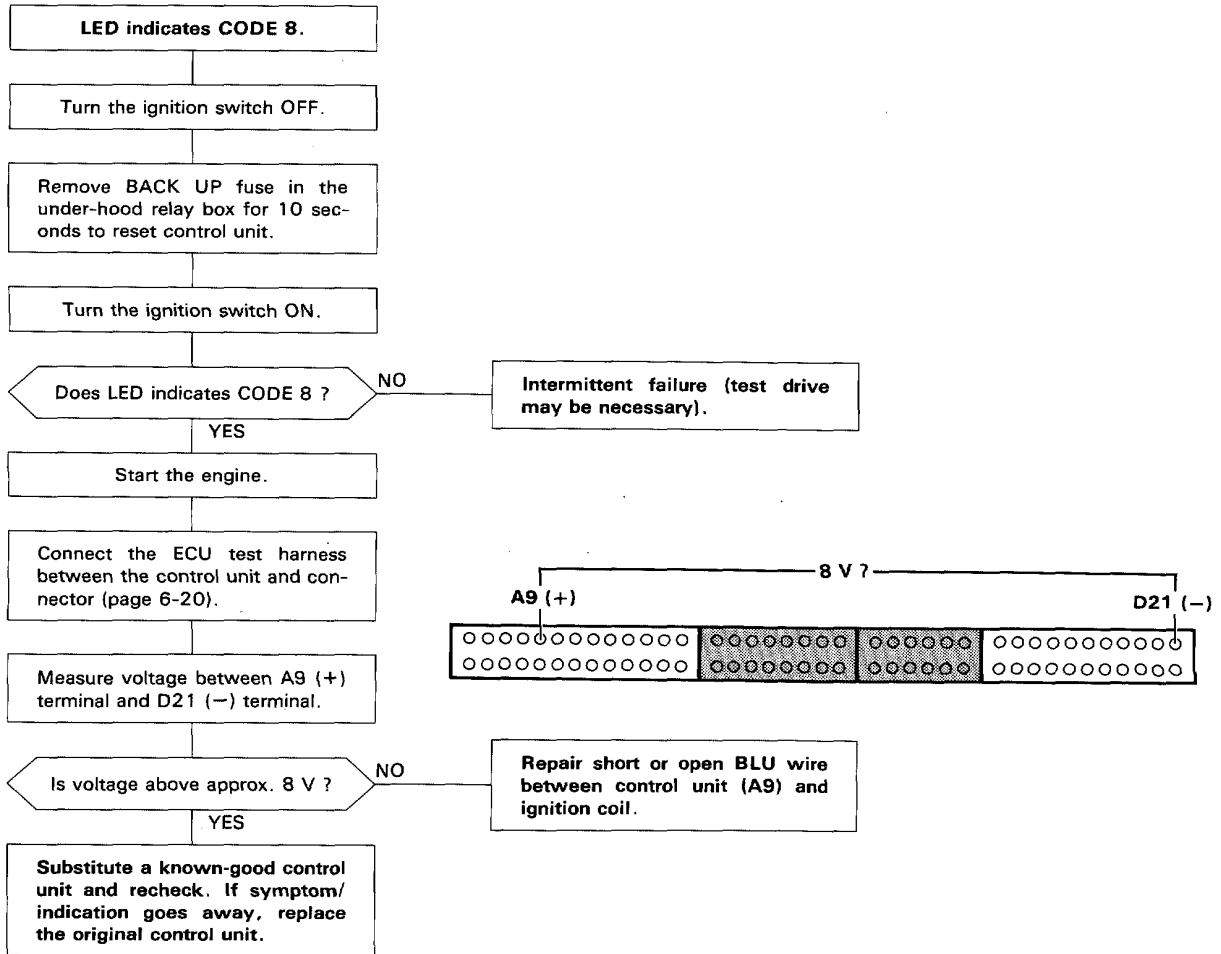 LED indicates CODE 8.
Turn the ignition switch OFF.
Remove BACK UP fuse in the
under-hood relay box for 10 sec-
onds to reset control unit.
Turn the ignition switch ON.
Does LED indicates CODE 8 ?
NO
Intermittent failure (test drive
may be necessary).
YES
Start the engine.
Connect the ECU test harness
between the control unit and con-
nector (page 6-20).
8 V ?
A9 (+)
D21 (−)
Measure voltage between A9 (+)
terminal and D21 (−) terminal.
Is voltage above approx. 8 V ?
NO
Repair short or open BLU wire
between control unit (A9) and
ignition coil.
YES
Substitute a known-good control
unit and recheck. If symptom/
indication goes away, replace
the original control unit.